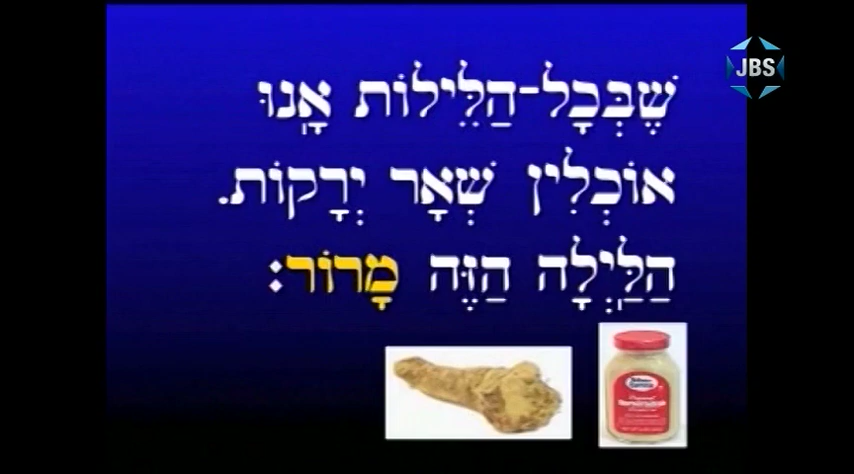 JBS
שֶׁבְּכָל-הַלֵּילוֹת אָֽנוּ
אוֹכְלִין שְׁאָר יְרָקוֹת.
הַלַּֽיְלָה הַזֶּה מָרוֹר: